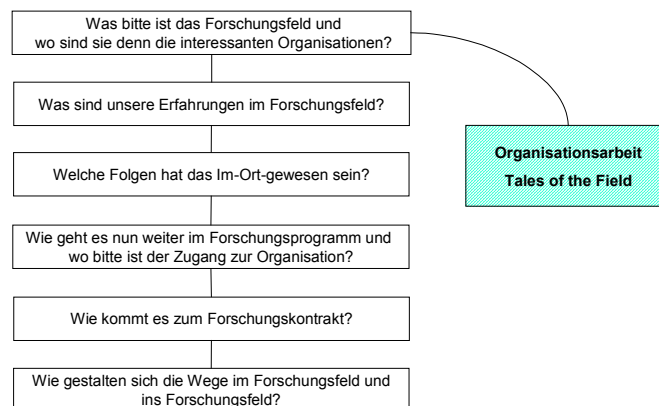 Was bitte ist das Forschungsfeld und
wo sind sie denn die interessanten Organisationen?
Was sind unsere Erfahrungen im Forschungsfeld?
Organisationsarbeit
Tales of the Field
Welche Folgen hat das Im-Ort-gewesen sein?
Wie geht es nun weiter im Forschungsprogramm und
wo bitte ist der Zugang zur Organisation?
Wie kommt es zum Forschungskontrakt?
Wie gestalten sich die Wege im Forschungsfeld und
ins Forschungsfeld?